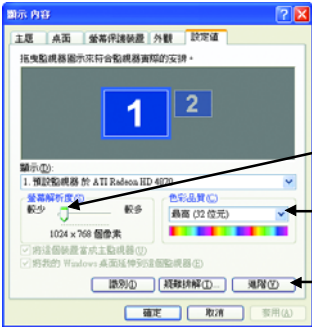 顯示 內容
主題 桌面 螢幕保護裝置 外觀 設定值
拖曳監視器圖示來符合監視器實際的安排。
1 2
顯示(D):
1. 預設監視器 於 ATI Radeon HD 4870
螢幕解析度(S) 色彩品質(C)
較少 較多 最高 (32 位元)
1024 x 768 個像素
將這個裝置當成主監視器(U)
將我的 Windows 桌面延伸到這個監視器(E)
識別(I) 疑難排解(T)... 進階(V)
確定 取消 套用(A)